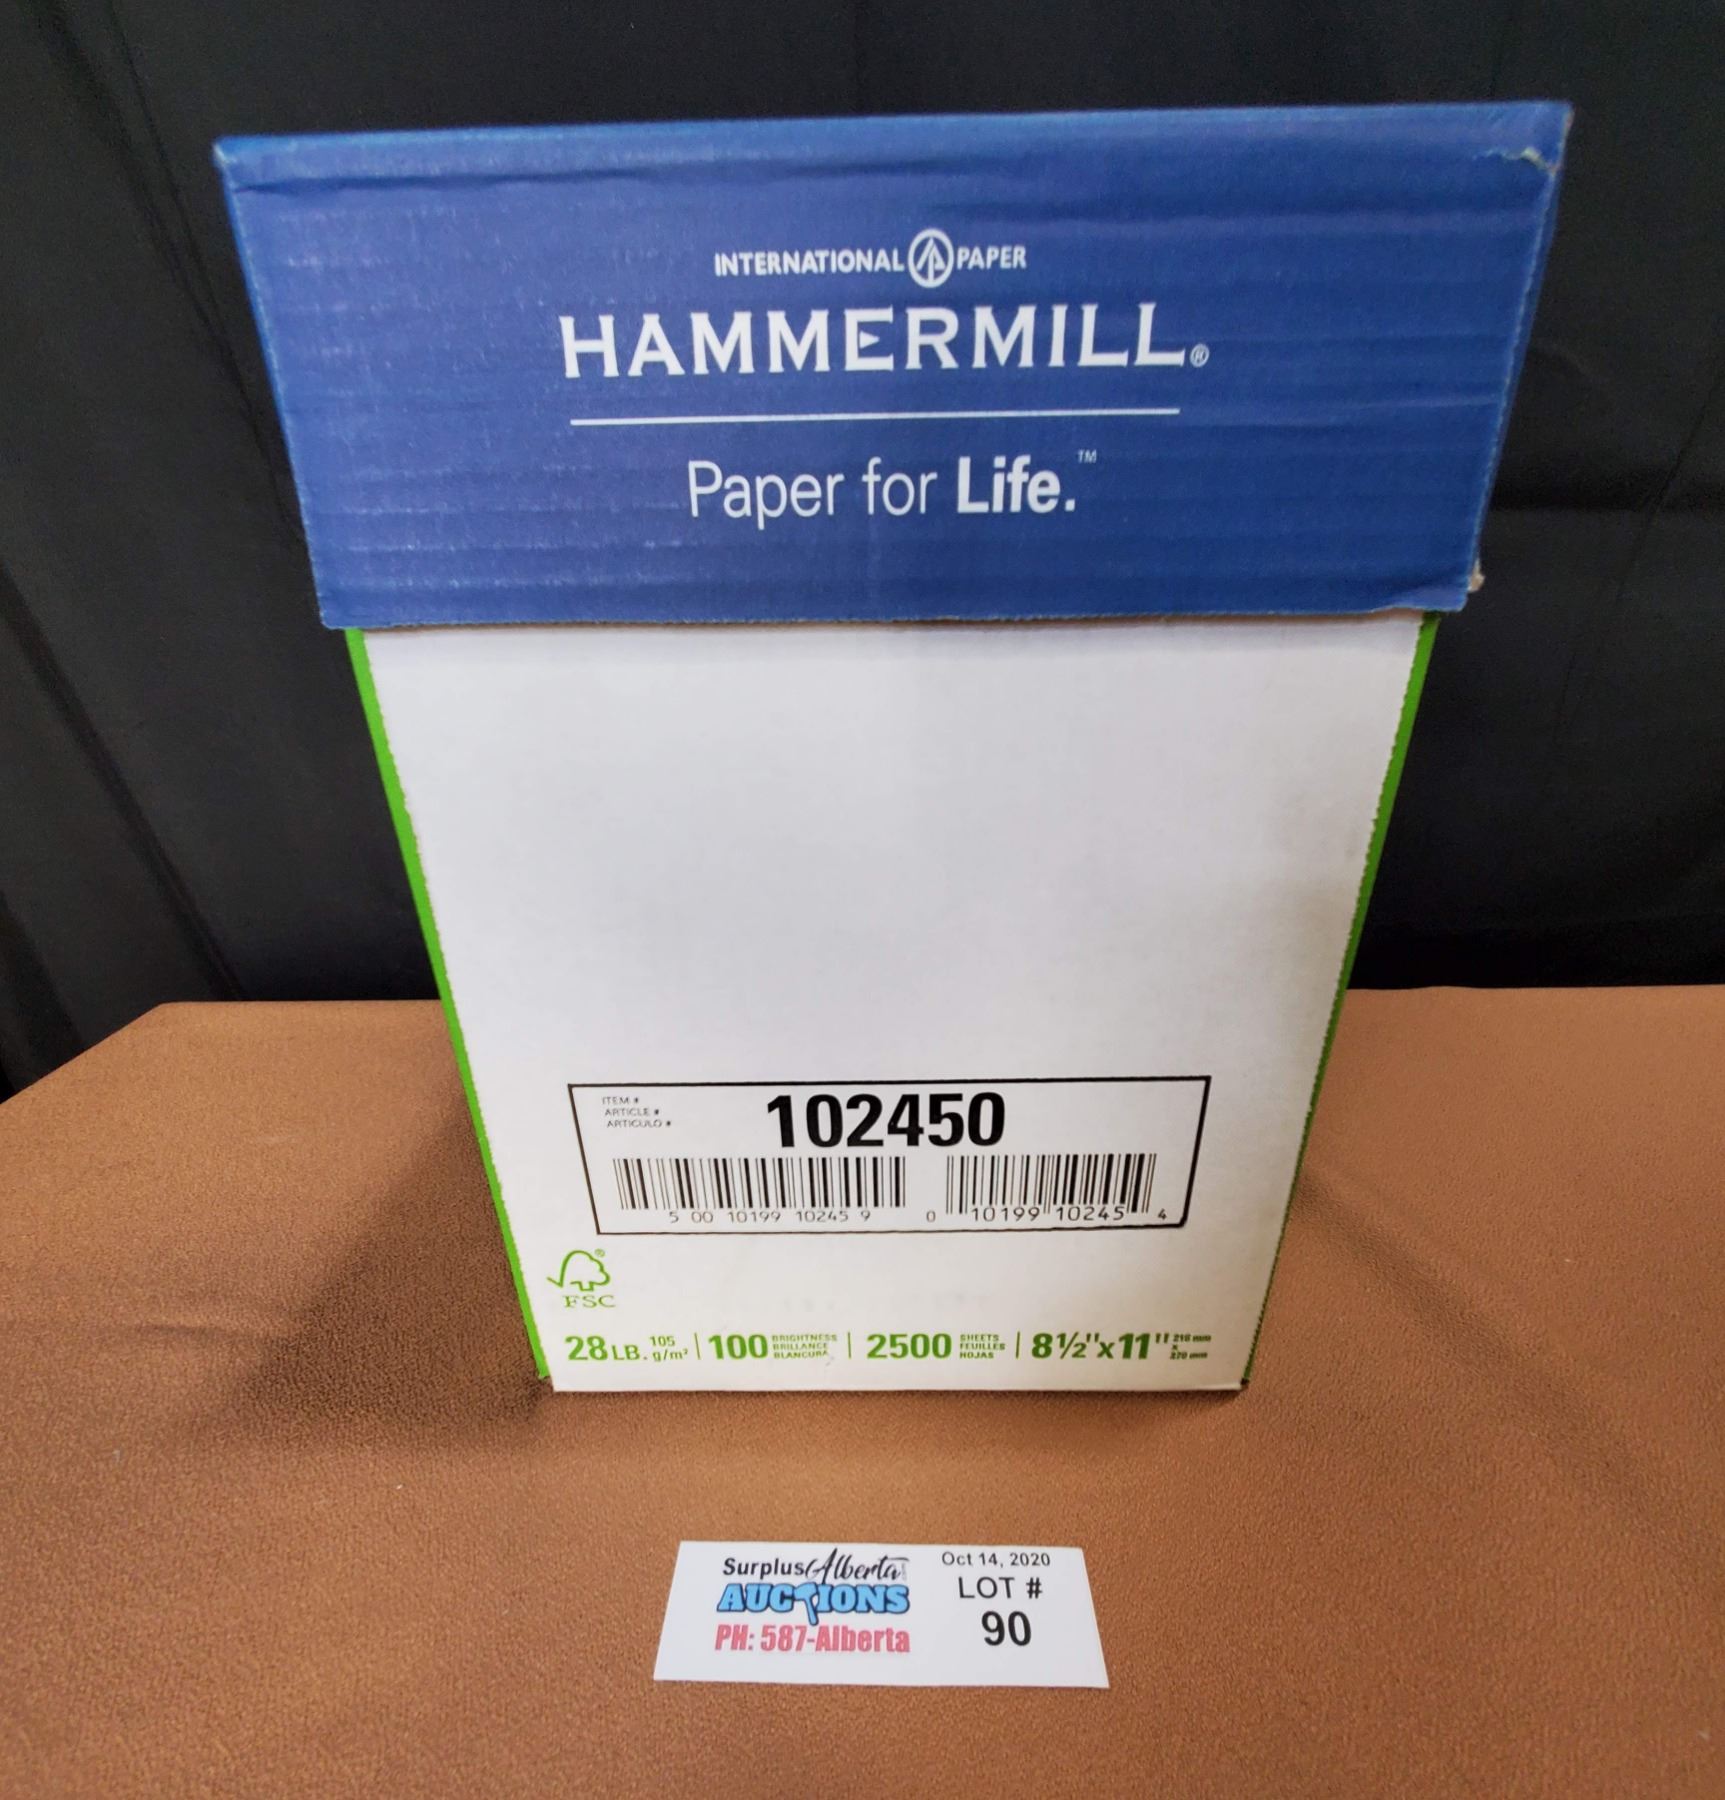 INTERNATIONAL PAPER
HAMMERMILL®
Paper for Life.™
ITEM #
ARTICLE #
ARTICULO #
102450
5 00 10199 10245 9
0 10199 10245 4
FSC®
28 LB. 105 g/m² | 100 BRIGHTNESS BRILLANCE BLANCURA | 2500 SHEETS FEUILLES HOJAS | 8½"x11" 216 mm x
Surplus Alberta
AUCTIONS
PH: 587-Alberta
Oct 14, 2020
LOT #
90